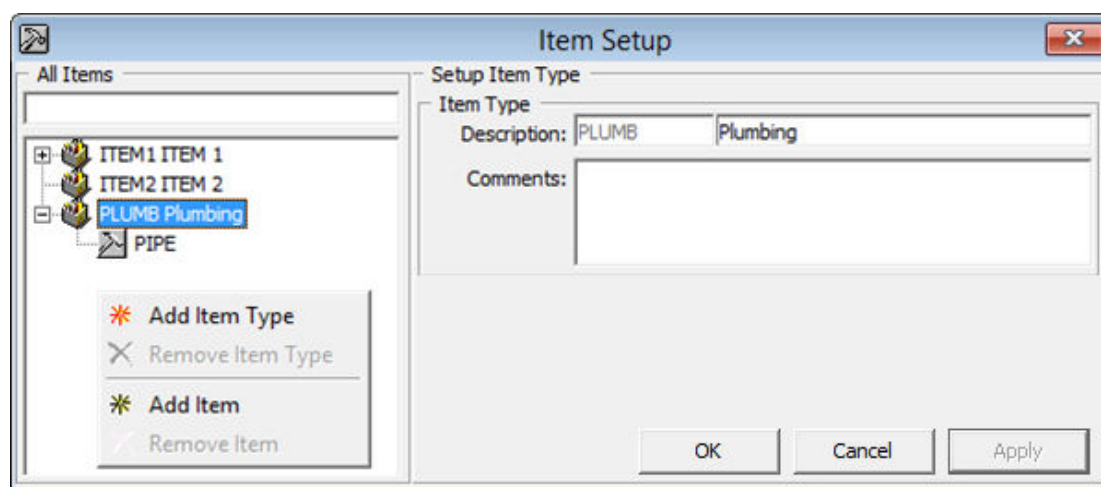 Item Setup
All Items
ITEM1 ITEM 1
ITEM2 ITEM 2
PLUMB Plumbing
PIPE
Add Item Type
Remove Item Type
Add Item
Remove Item
Setup Item Type
Item Type
Description: PLUMB Plumbing
Comments:
OK Cancel Apply